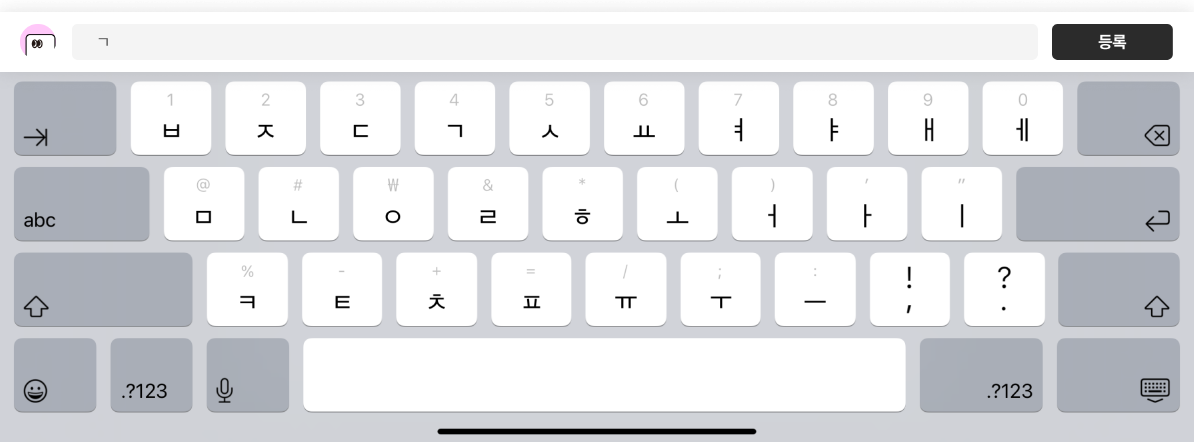 ㄱ 등록
1 2 3 4 5 6 7 8 9 0
ㅂ ㅈ ㄷ ㄱ ㅅ ㅛ ㅕ ㅑ ㅐ ㅔ
@ # ₩ & * ( ) ' "
abc ㅁ ㄴ ㅇ ㄹ ㅎ ㅗ ㅓ ㅏ ㅣ
% - + = / ; : ! ?
ㅋ ㅌ ㅊ ㅍ ㅠ ㅜ ㅡ , .
.?123 .?123